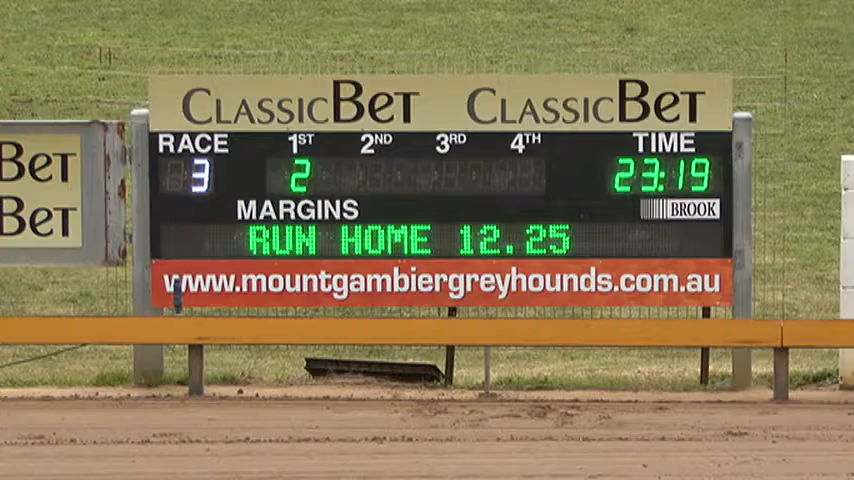 CLASSICBET CLASSICBET
RACE 1ST 2ND 3RD 4TH TIME
3 2 23:19
MARGINS BROOK
RUN HOME 12.25
www.mountgambiergreyhounds.com.au
Bet
Bet